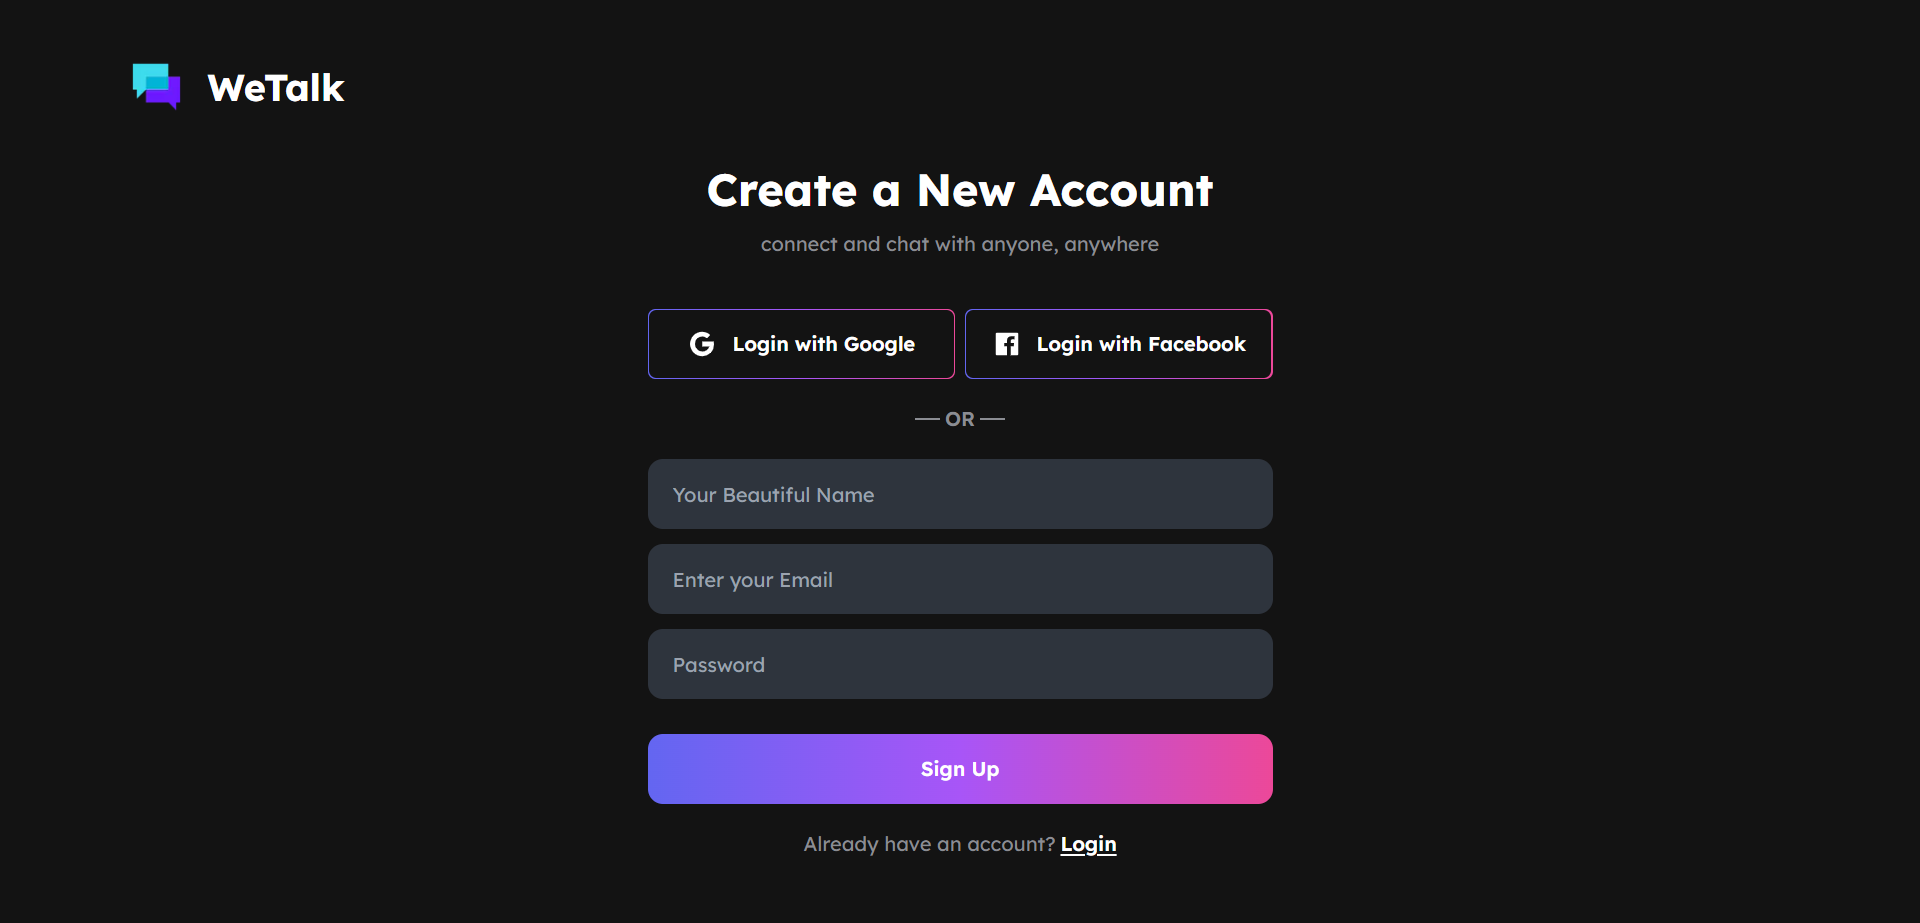 WeTalk
Create a New Account
connect and chat with anyone, anywhere
Login with Google
Login with Facebook
OR
Your Beautiful Name
Enter your Email
Password
Sign Up
Already have an account? Login